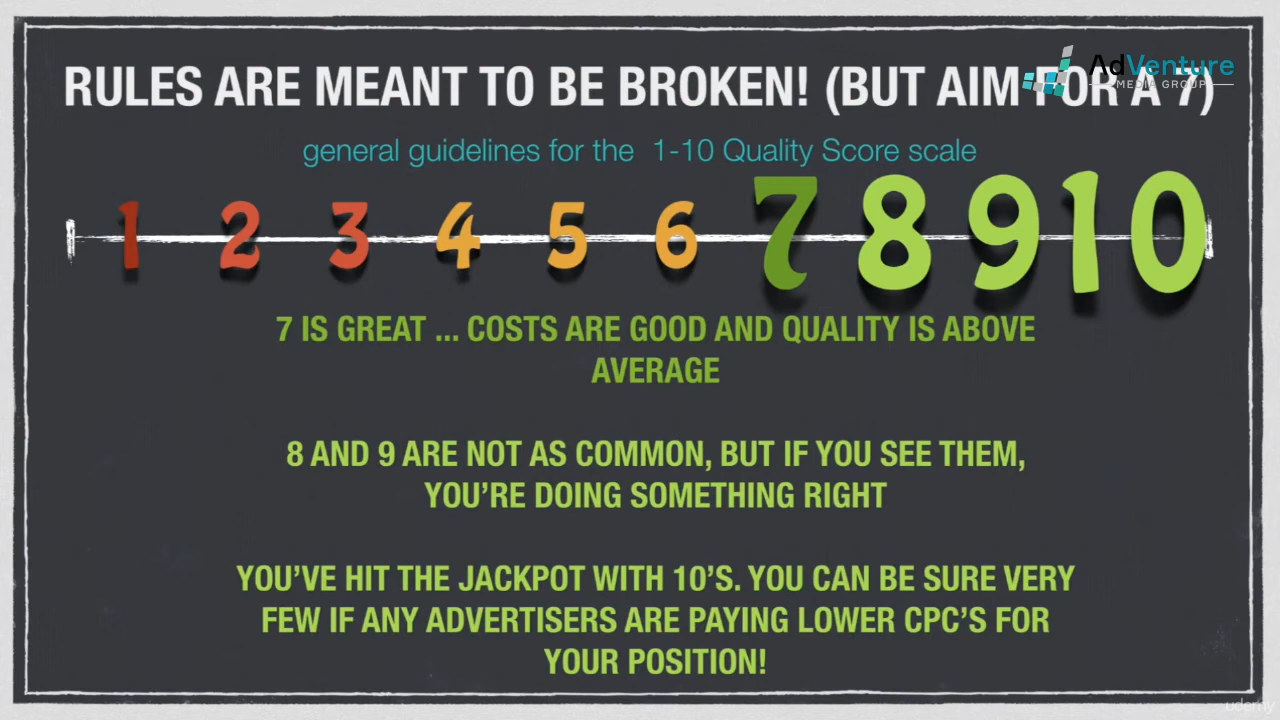 RULES ARE MEANT TO BE BROKEN! (BUT AIM FOR A 7)
AdVenture
MEDIA GROUP
general guidelines for the 1-10 Quality Score scale
1 2 3 4 5 6 7 8 9 10
7 IS GREAT ... COSTS ARE GOOD AND QUALITY IS ABOVE
AVERAGE
8 AND 9 ARE NOT AS COMMON, BUT IF YOU SEE THEM,
YOU'RE DOING SOMETHING RIGHT
YOU'VE HIT THE JACKPOT WITH 10'S. YOU CAN BE SURE VERY
FEW IF ANY ADVERTISERS ARE PAYING LOWER CPC'S FOR
YOUR POSITION!
udemy